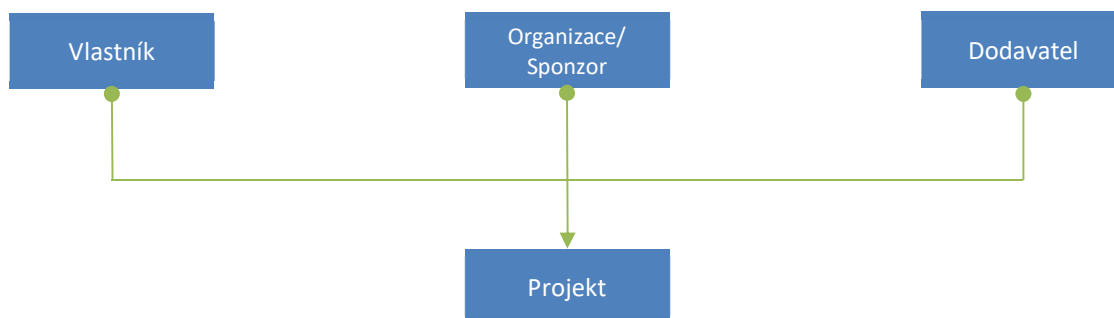 Vlastník
Organizace/
Sponzor
Dodavatel
Projekt